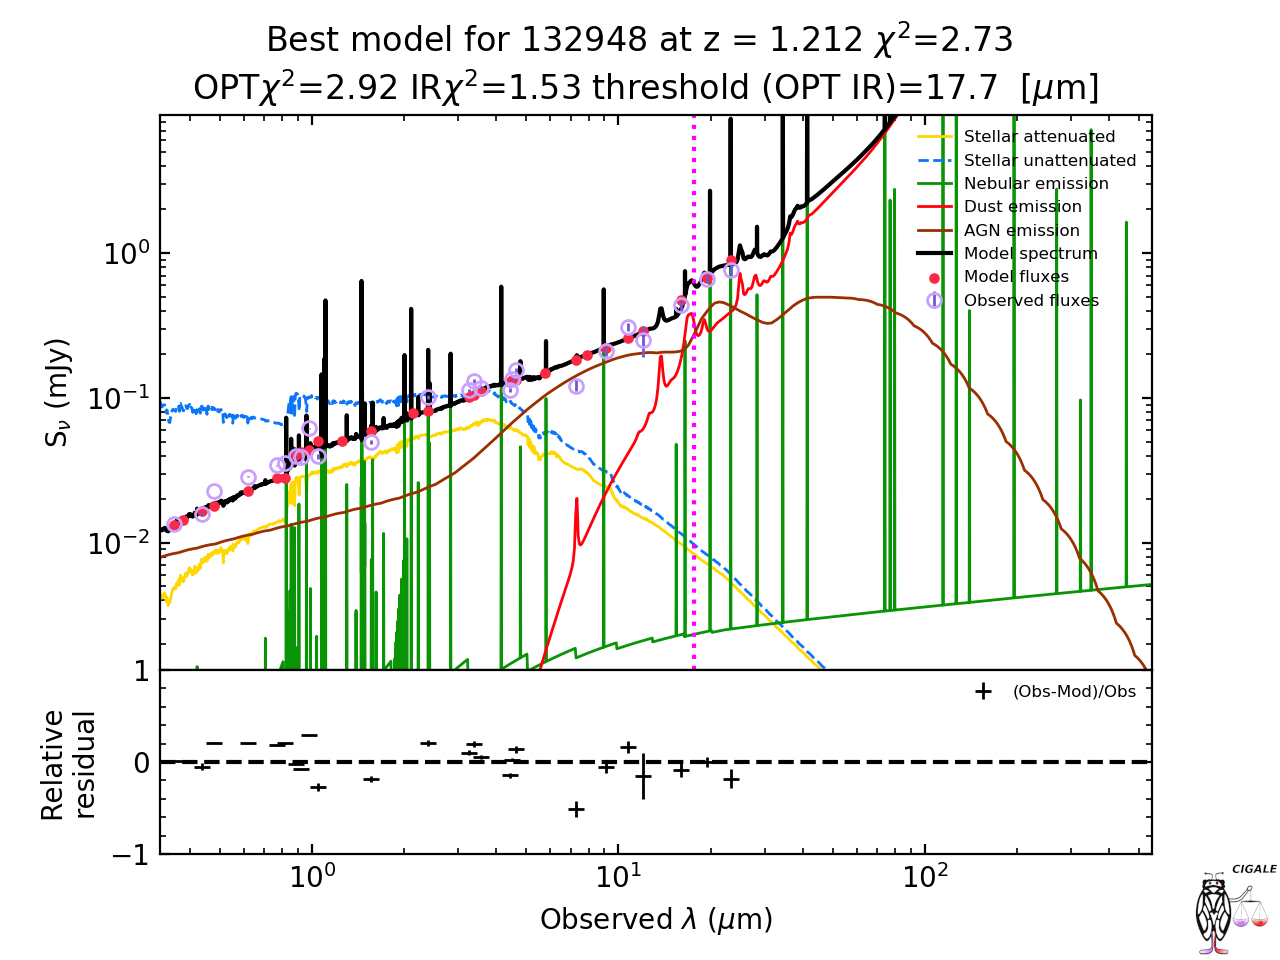 Best model for 132948 at z = 1.212 χ²=2.73
OPTχ²=2.92 IRχ²=1.53 threshold (OPT IR)=17.7 [μm]
Stellar attenuated
Stellar unattenuated
Nebular emission
Dust emission
AGN emission
Model spectrum
Model fluxes
Observed fluxes
10⁰
10⁻¹
10⁻²
S_ν (mJy)
1
0
−1
Relative
residual
(Obs-Mod)/Obs
10⁰ 10¹ 10²
Observed λ (μm)
CIGALE